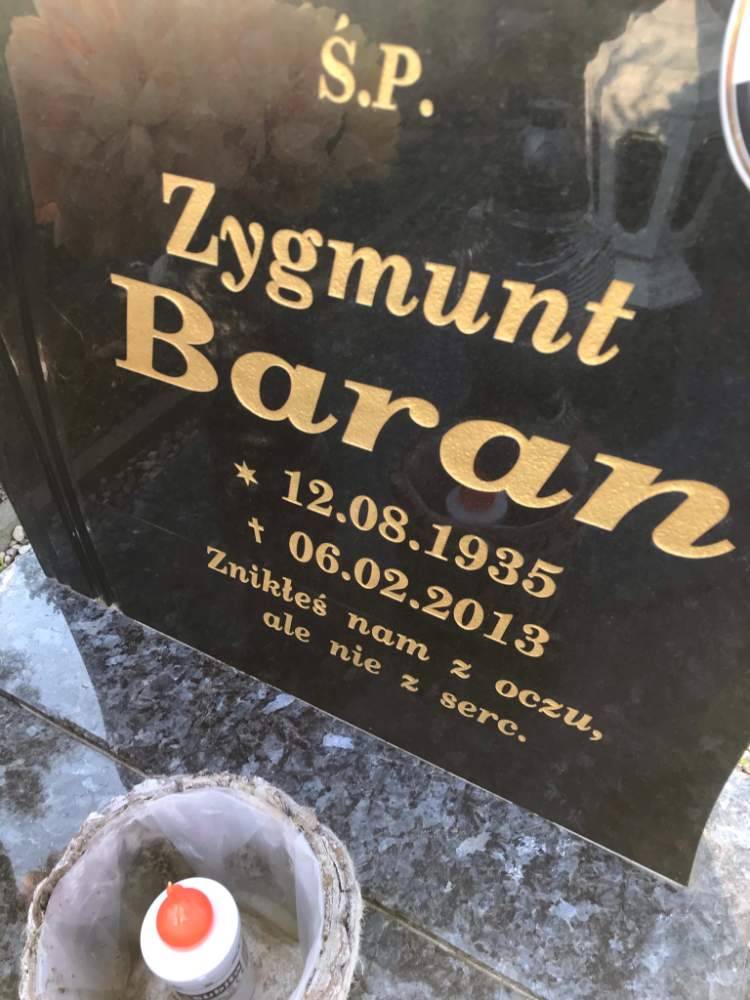 Ś.P.
Zygmunt
Baran
* 12.08.1935
† 06.02.2013
Znikłeś nam z oczu,
ale nie z serc.